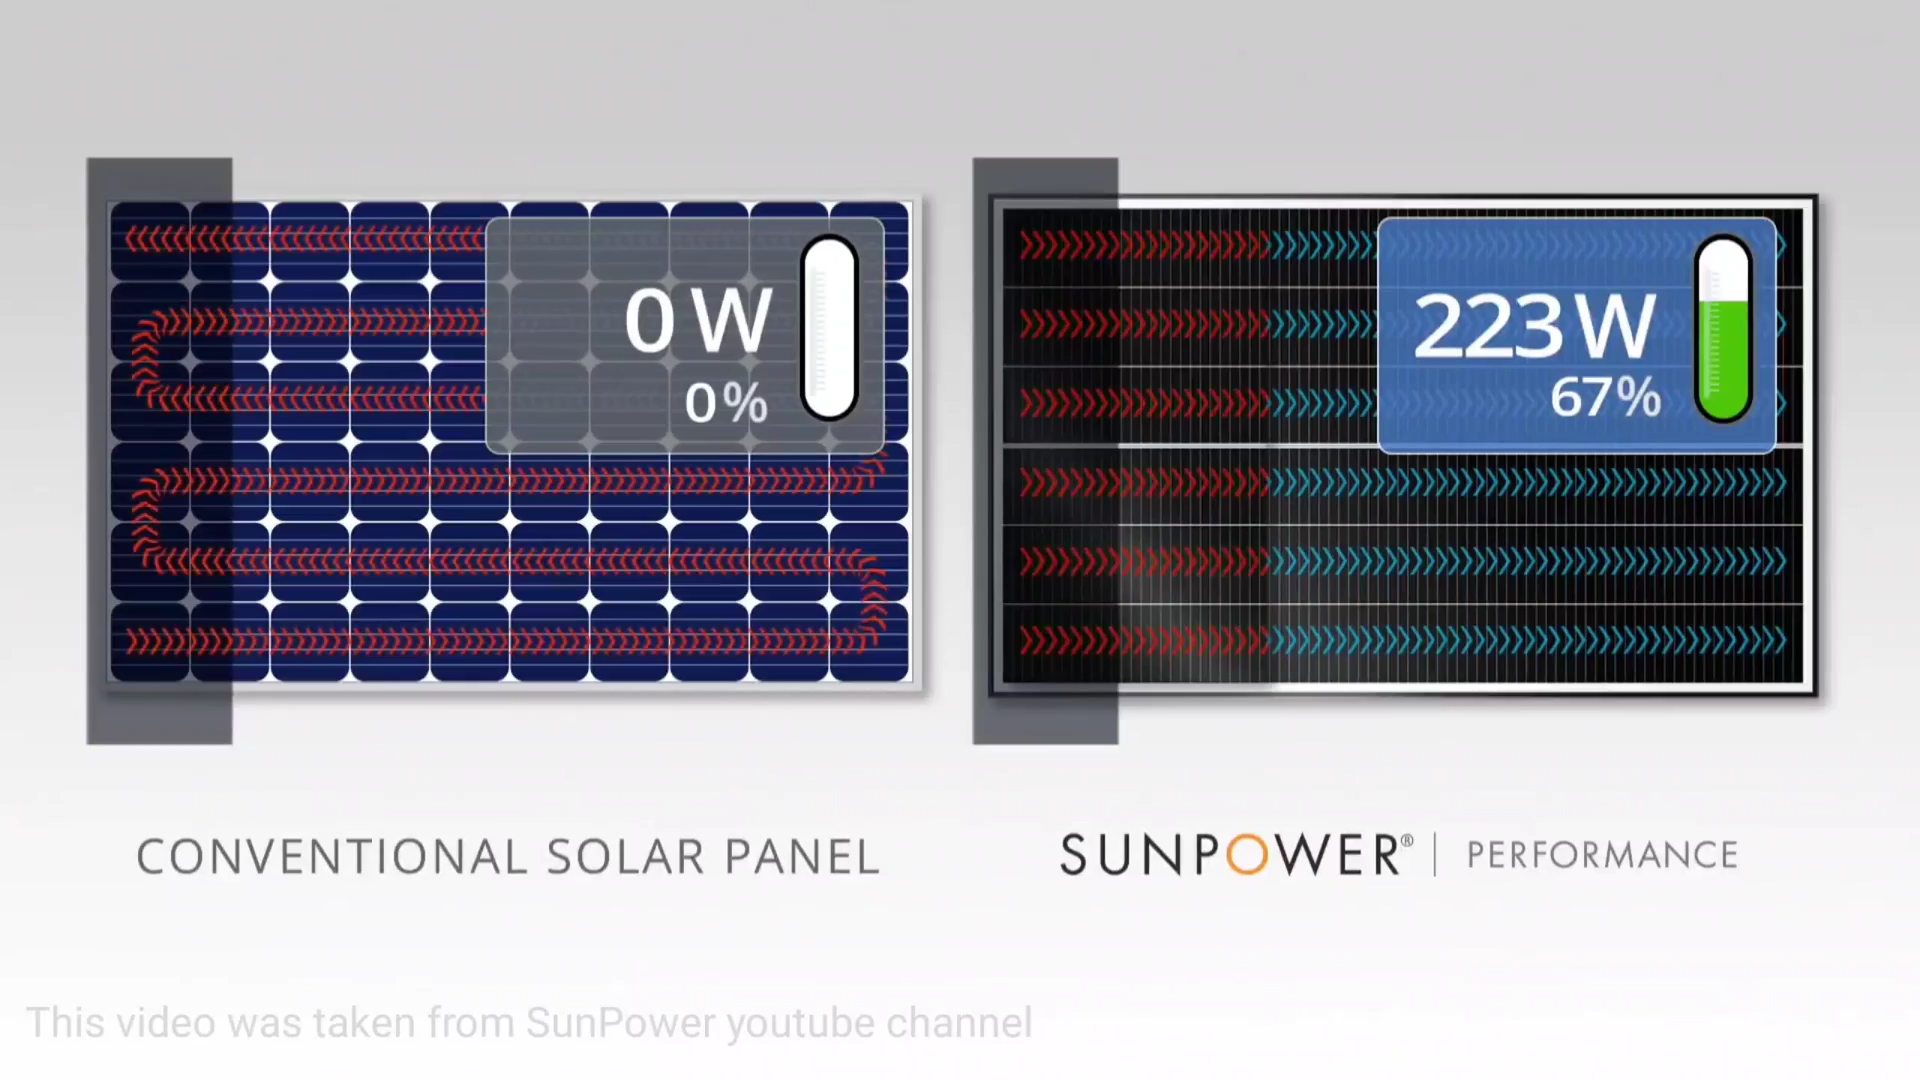 0 W
0%
223 W
67%
CONVENTIONAL SOLAR PANEL
SUNPOWER® | PERFORMANCE
This video was taken from SunPower youtube channel